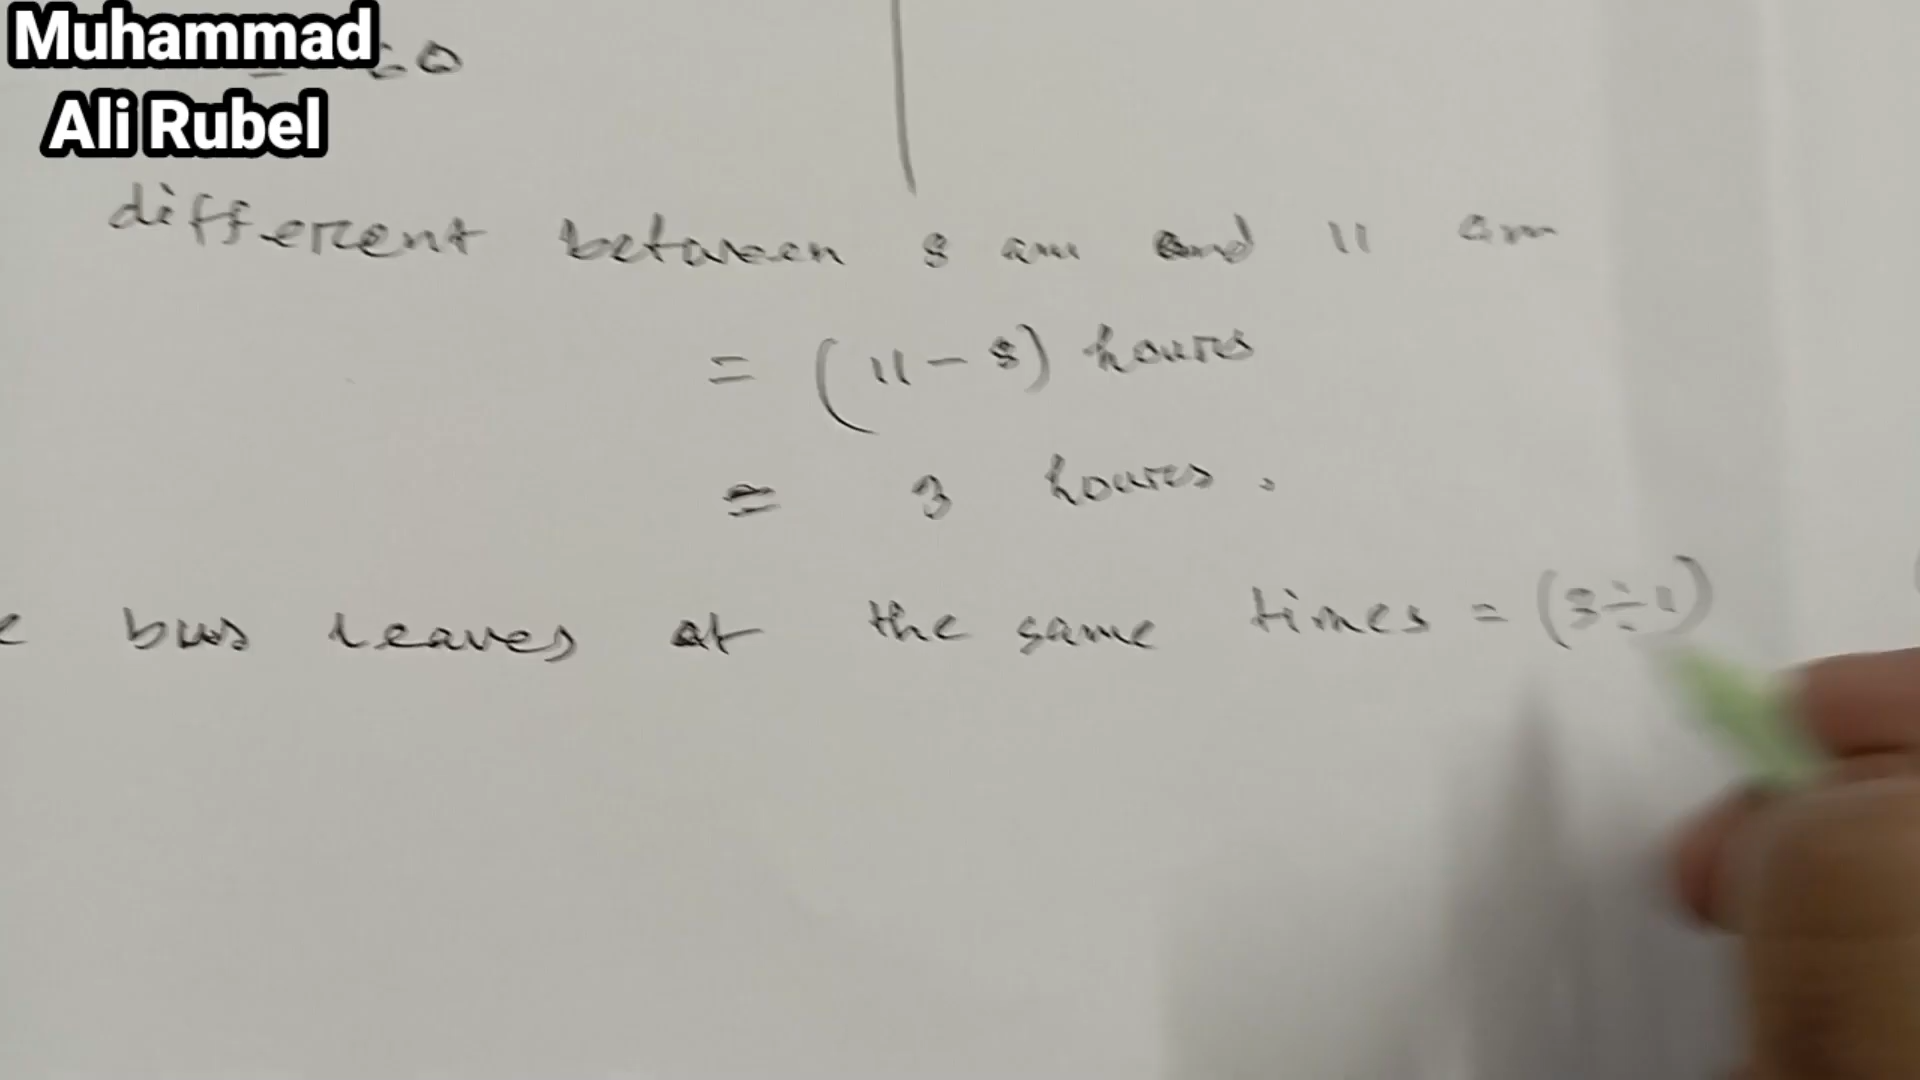 Muhammad
Ali Rubel
different between 8 am and 11 am
= (11 - 8) hours
= 3 hours.
bus leaves at the same times = (3÷1)